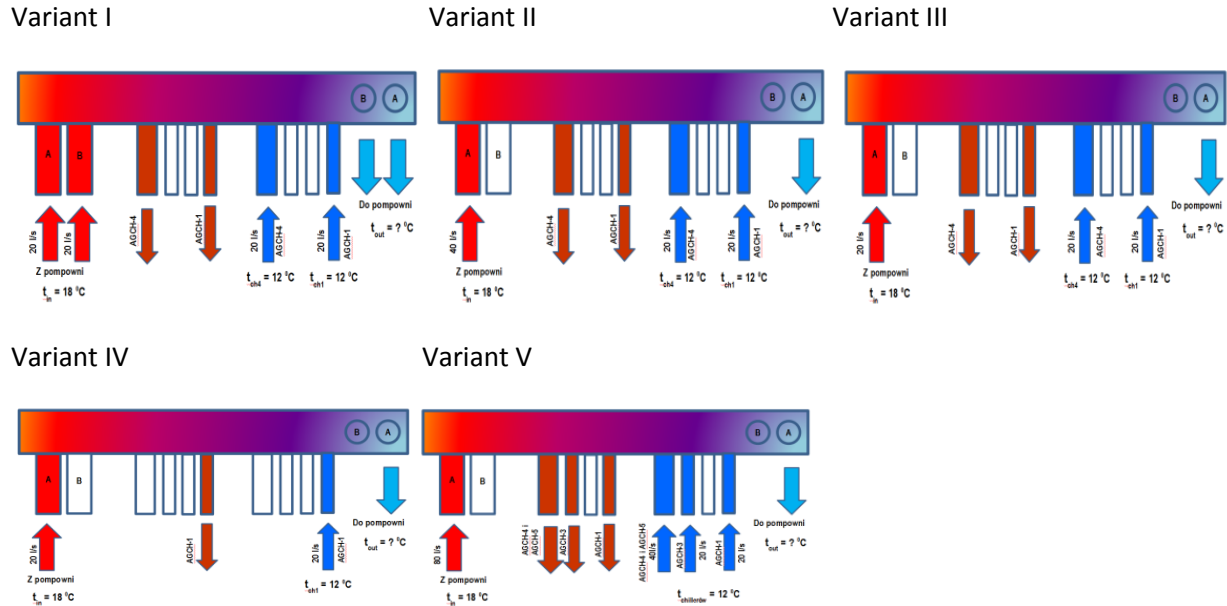 Variant I
Variant II
Variant III
B A
A B
20 l/s
20 l/s
AGCH-4
AGCH-1
20 l/s
AGCH-4
20 l/s
AGCH-1
Do pompowni
t_out = ? °C
Z pompowni
t_in = 18 °C
t_ch4 = 12 °C
t_ch1 = 12 °C
B A
A B
40 l/s
AGCH-4
AGCH-1
20 l/s
AGCH-4
20 l/s
AGCH-1
Do pompowni
t_out = ? °C
Z pompowni
t_in = 18 °C
t_ch4 = 12 °C
t_ch1 = 12 °C
B A
A B
20 l/s
AGCH-4
AGCH-1
20 l/s
AGCH-4
20 l/s
AGCH-1
Do pompowni
t_out = ? °C
Z pompowni
t_in = 18 °C
t_ch4 = 12 °C
t_ch1 = 12 °C
Variant IV
Variant V
B A
A B
20 l/s
AGCH-1
20 l/s
AGCH-1
Do pompowni
t_out = ? °C
Z pompowni
t_in = 18 °C
t_ch1 = 12 °C
B A
A B
80 l/s
AGCH-4 i
AGCH-5
AGCH-3
AGCH-1
AGCH-4 i AGCH-5
40l/s
AGCH-3
20 l/s
AGCH-1
20 l/s
Do pompowni
t_out = ? °C
Z pompowni
t_in = 18 °C
t_chillerów = 12 °C